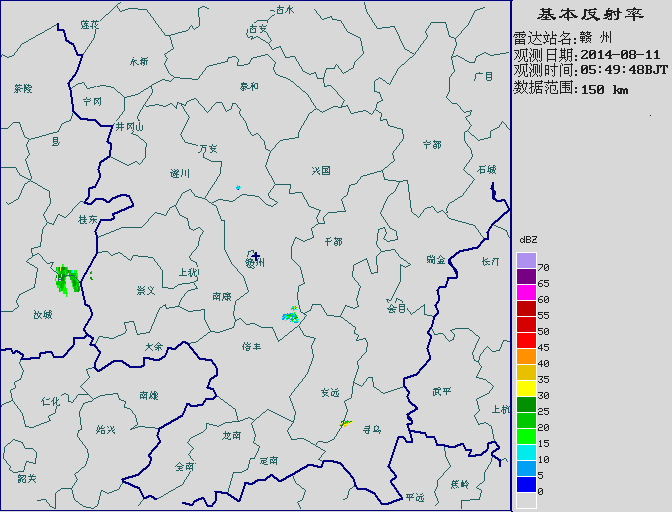 基本反射率
雷达站名:赣 州
观测日期:2014-08-11
观测时间:05:49:48BJT
数据范围:150 km
dBZ
70
65
60
55
50
45
40
35
30
25
20
15
10
5
0
莲花
吉水
吉安
永新
泰和
广昌
茶陵
宁冈
井冈山
万安
宁都
遂川
兴国
石城
桂东
于都
瑞金
长汀
赣州
上犹
崇义
南康
会昌
汝城
大余
信丰
安远
武平
仁化
南雄
上杭
始兴
龙南
寻乌
全南
定南
韶关
蕉岭
平远